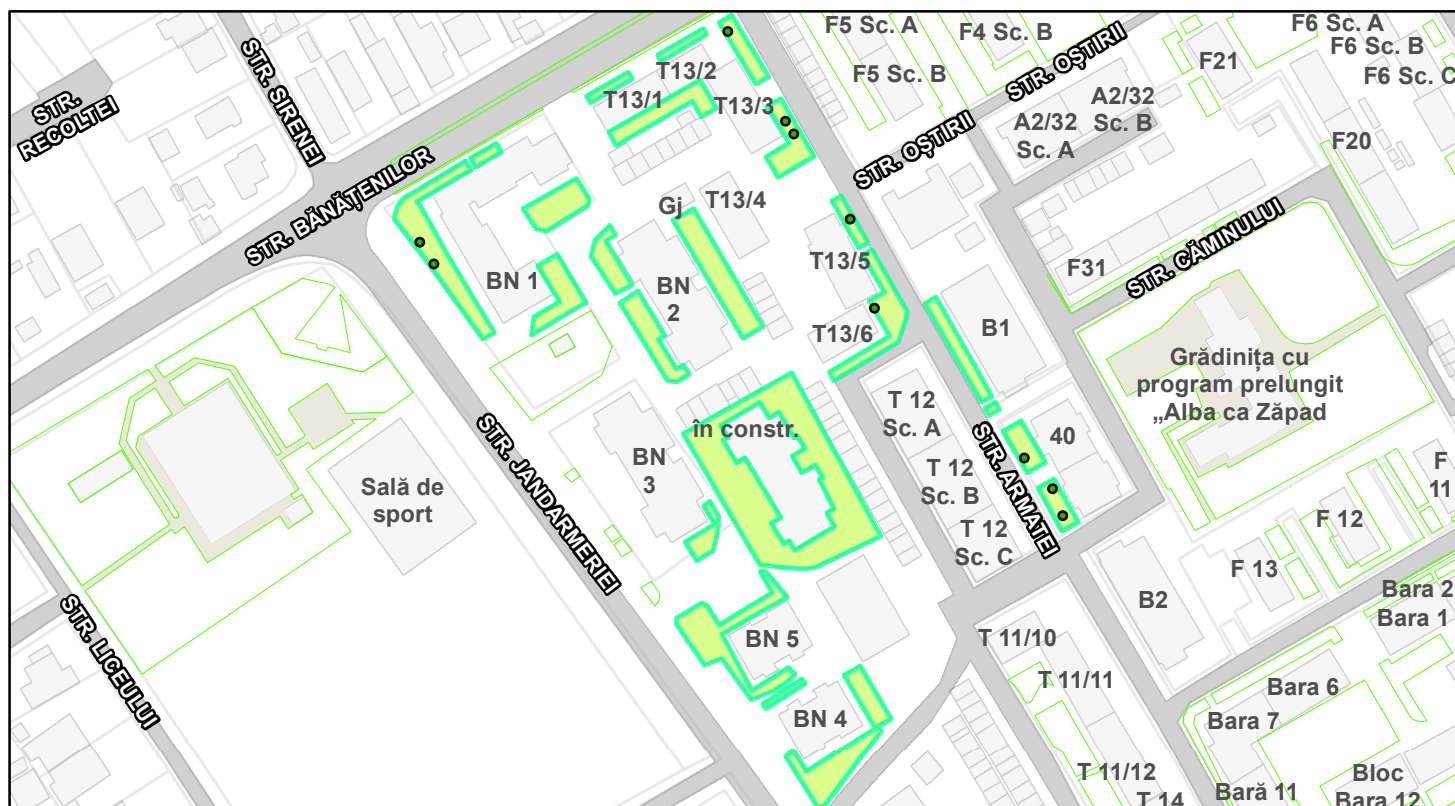 F5 Sc. A
F4 Sc. B
F6 Sc. A
F6 Sc. B
F6 Sc. C
F5 Sc. B
F21
STR. OȘTIRII
A2/32
Sc. B
A2/32
Sc. A
F20
STR. OȘTIRII
STR. SIRENEI
STR.
RECOLTEI
T13/2
T13/1
T13/3
STR. BĂNĂȚENILOR
Gj
T13/4
T13/5
T13/6
BN 1
BN
2
F31
STR. CĂMINULUI
B1
Grădinița cu
program prelungit
„Alba ca Zăpad
T 12
Sc. A
T 12
Sc. B
T 12
Sc. C
STR. ARMATEI
40
în constr.
BN
3
STR. JANDARMERIEI
Sală de
sport
F
11
F 12
F 13
B2
Bara 2
Bara 1
STR. LICEULUI
BN 5
BN 4
T 11/10
T 11/11
T 11/12
T 14
Bara 6
Bara 7
Bară 11
Bloc
Bara 12